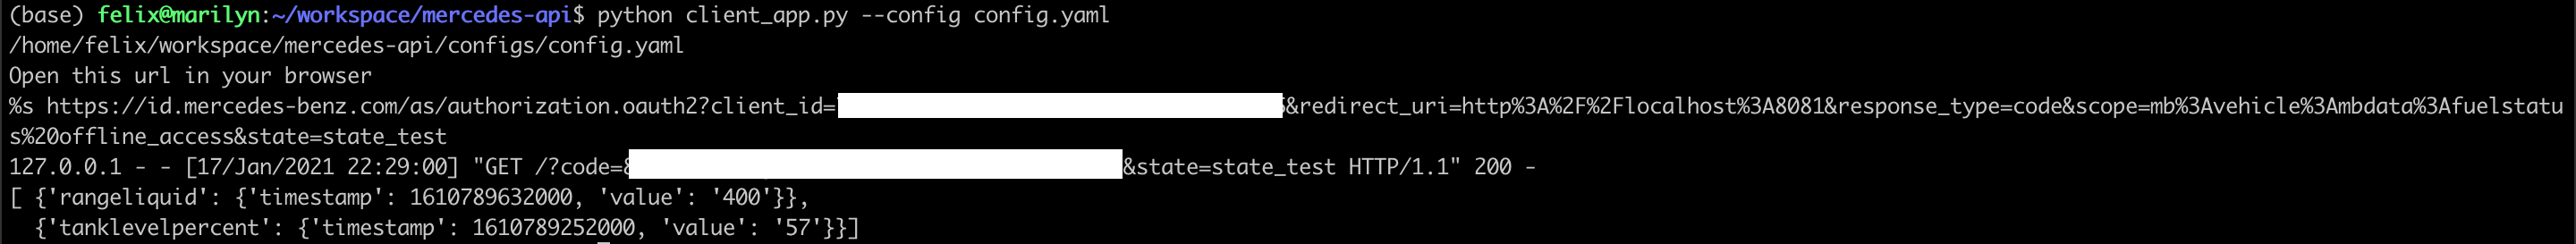 (base) felix@marilyn:~/workspace/mercedes-api$ python client_app.py --config config.yaml
/home/felix/workspace/mercedes-api/configs/config.yaml
Open this url in your browser
%s https://id.mercedes-benz.com/as/authorization.oauth2?client_id= &redirect_uri=http%3A%2F%2Flocalhost%3A8081&response_type=code&scope=mb%3Avehicle%3Ambdata%3Afuelstatu
s%20offline_access&state=state_test
127.0.0.1 - - [17/Jan/2021 22:29:00] "GET /?code= &state=state_test HTTP/1.1" 200 -
[ {'rangeliquid': {'timestamp': 1610789632000, 'value': '400'}},
  {'tanklevelpercent': {'timestamp': 1610789252000, 'value': '57'}}]